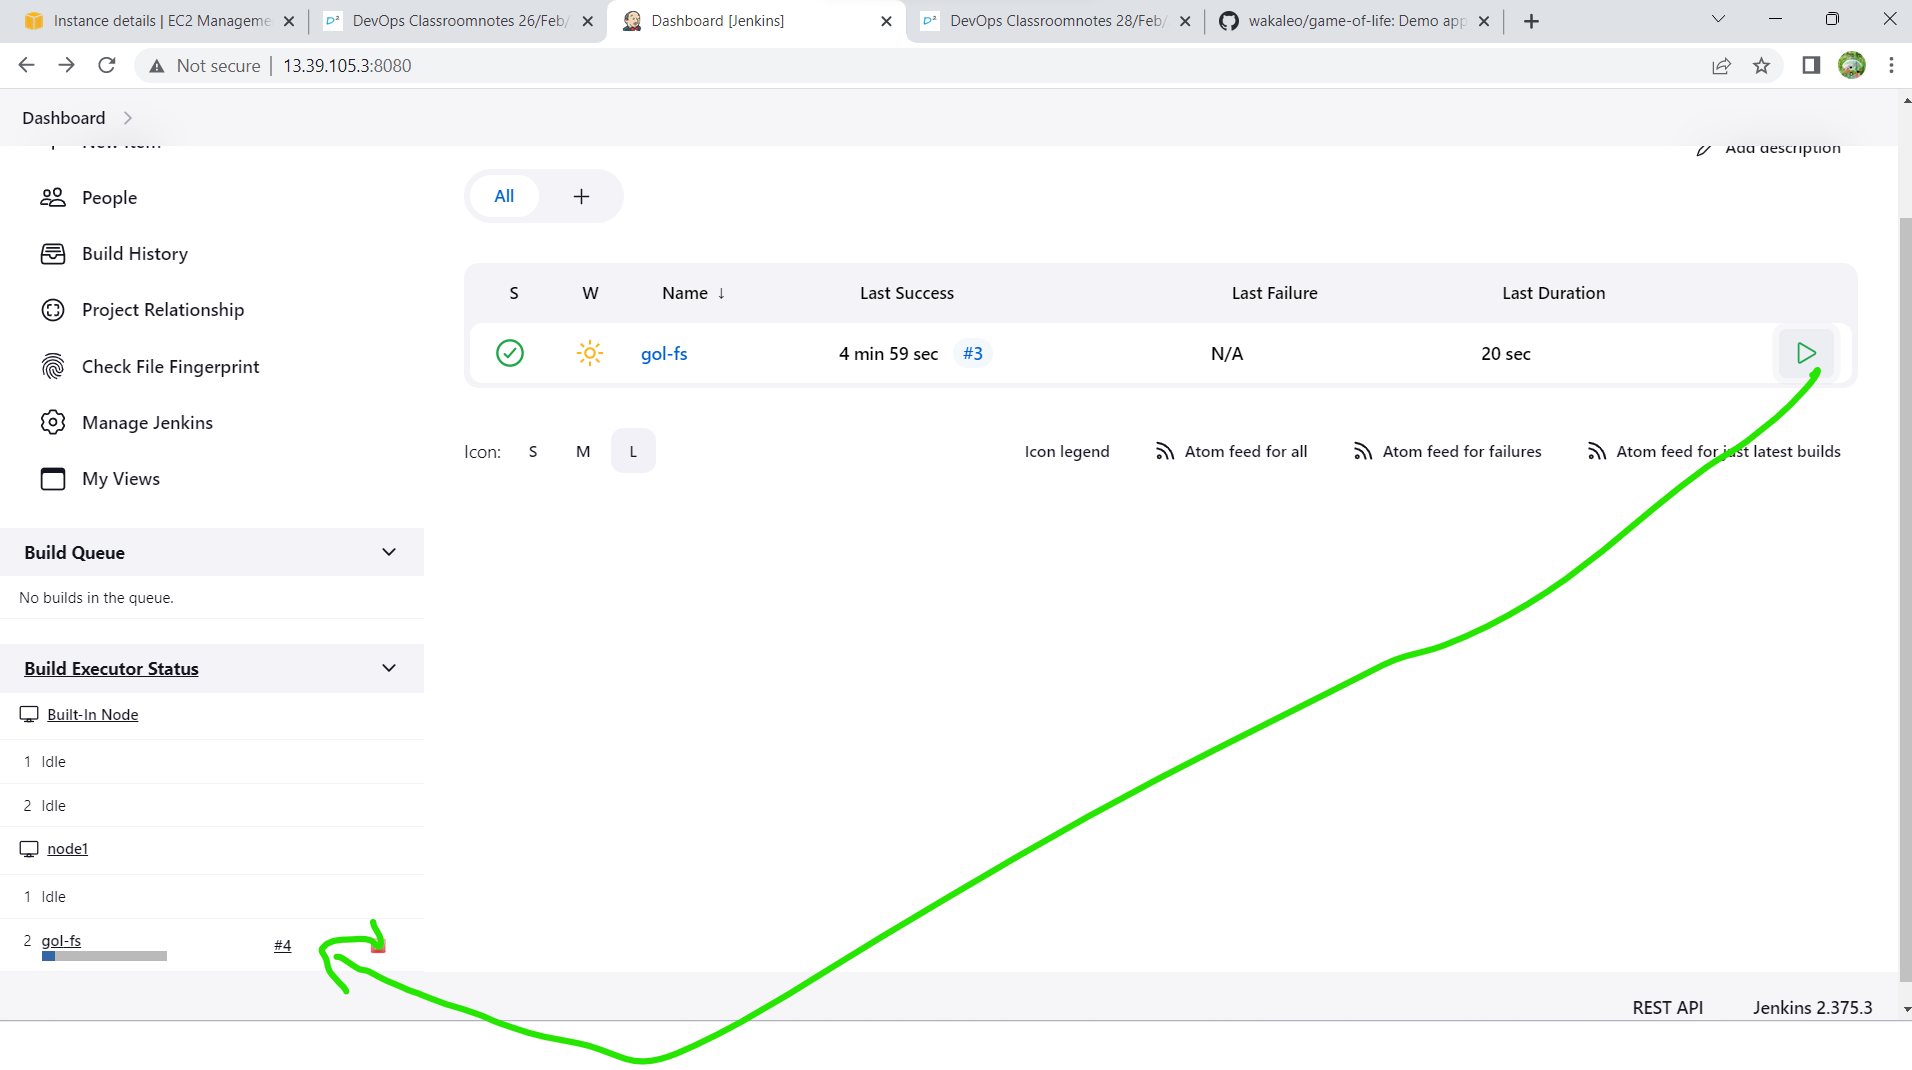 Instance details | EC2 Manageme
DevOps Classroomnotes 26/Feb/
Dashboard [Jenkins]
DevOps Classroomnotes 28/Feb/
wakaleo/game-of-life: Demo app
Not secure
13.39.105.3:8080
Dashboard
New Item
Add description
People
Build History
Project Relationship
Check File Fingerprint
Manage Jenkins
My Views
All +
S W Name ↓ Last Success Last Failure Last Duration
gol-fs 4 min 59 sec #3 N/A 20 sec
Icon: S M L
Icon legend
Atom feed for all
Atom feed for failures
Atom feed for just latest builds
Build Queue
No builds in the queue.
Build Executor Status
Built-In Node
1 Idle
2 Idle
node1
1 Idle
2 gol-fs #4
REST API Jenkins 2.375.3